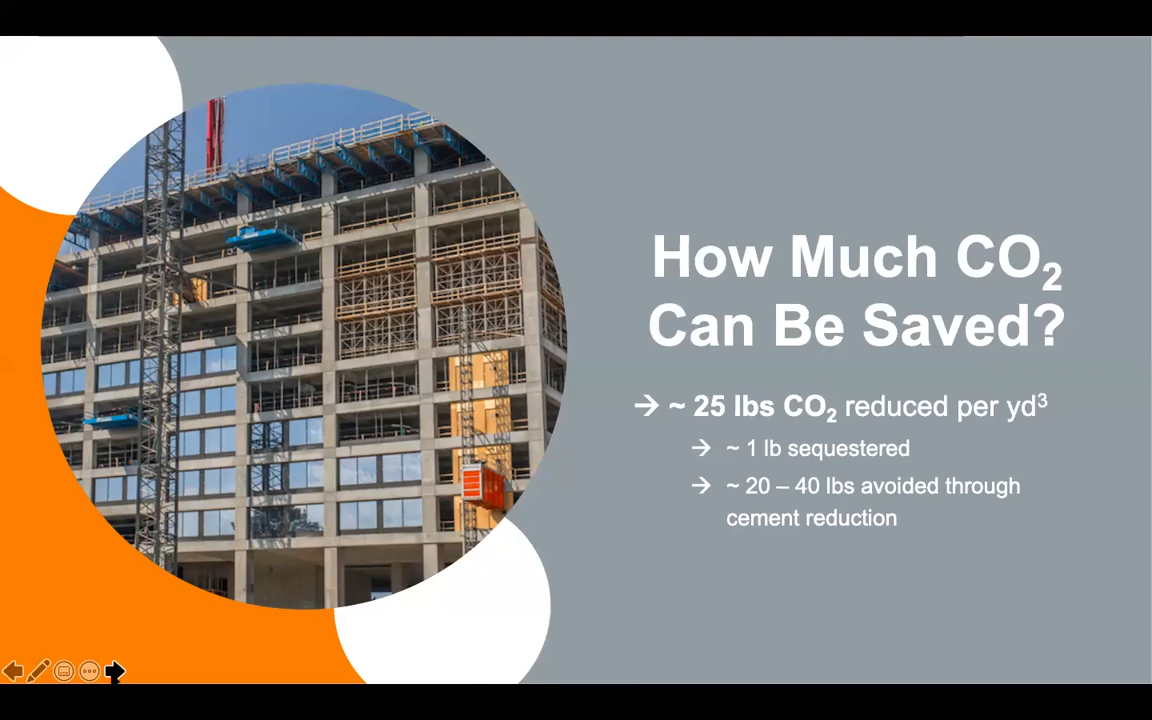 How Much CO₂
Can Be Saved?
→ ~ 25 lbs CO₂ reduced per yd³
→ ~ 1 lb sequestered
→ ~ 20 – 40 lbs avoided through
cement reduction